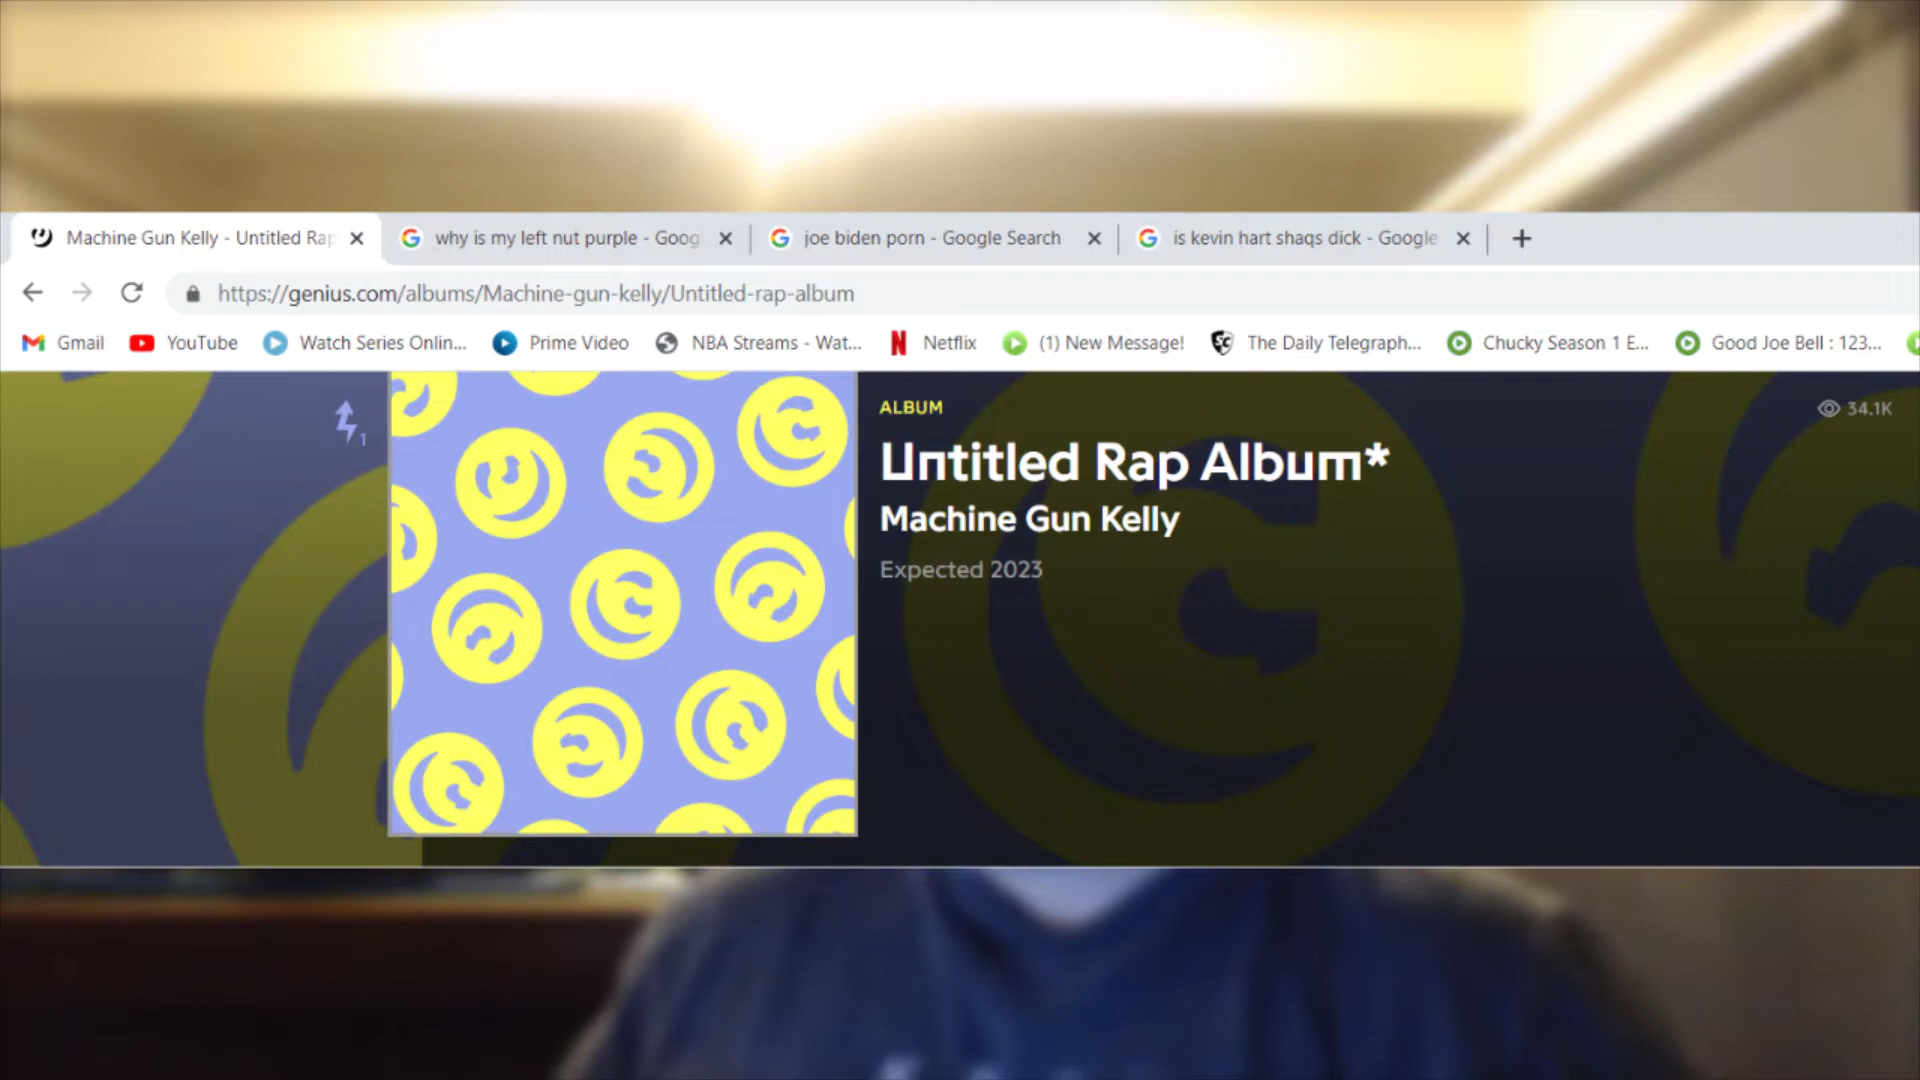 Machine Gun Kelly - Untitled Rap
why is my left nut purple - Goog
joe biden porn - Google Search
is kevin hart shaqs dick - Google
https://genius.com/albums/Machine-gun-kelly/Untitled-rap-album
Gmail
YouTube
Watch Series Onlin...
Prime Video
NBA Streams - Wat...
Netflix
(1) New Message!
The Daily Telegraph...
Chucky Season 1 E...
Good Joe Bell : 123...
1
ALBUM
34.1K
Untitled Rap Album*
Machine Gun Kelly
Expected 2023